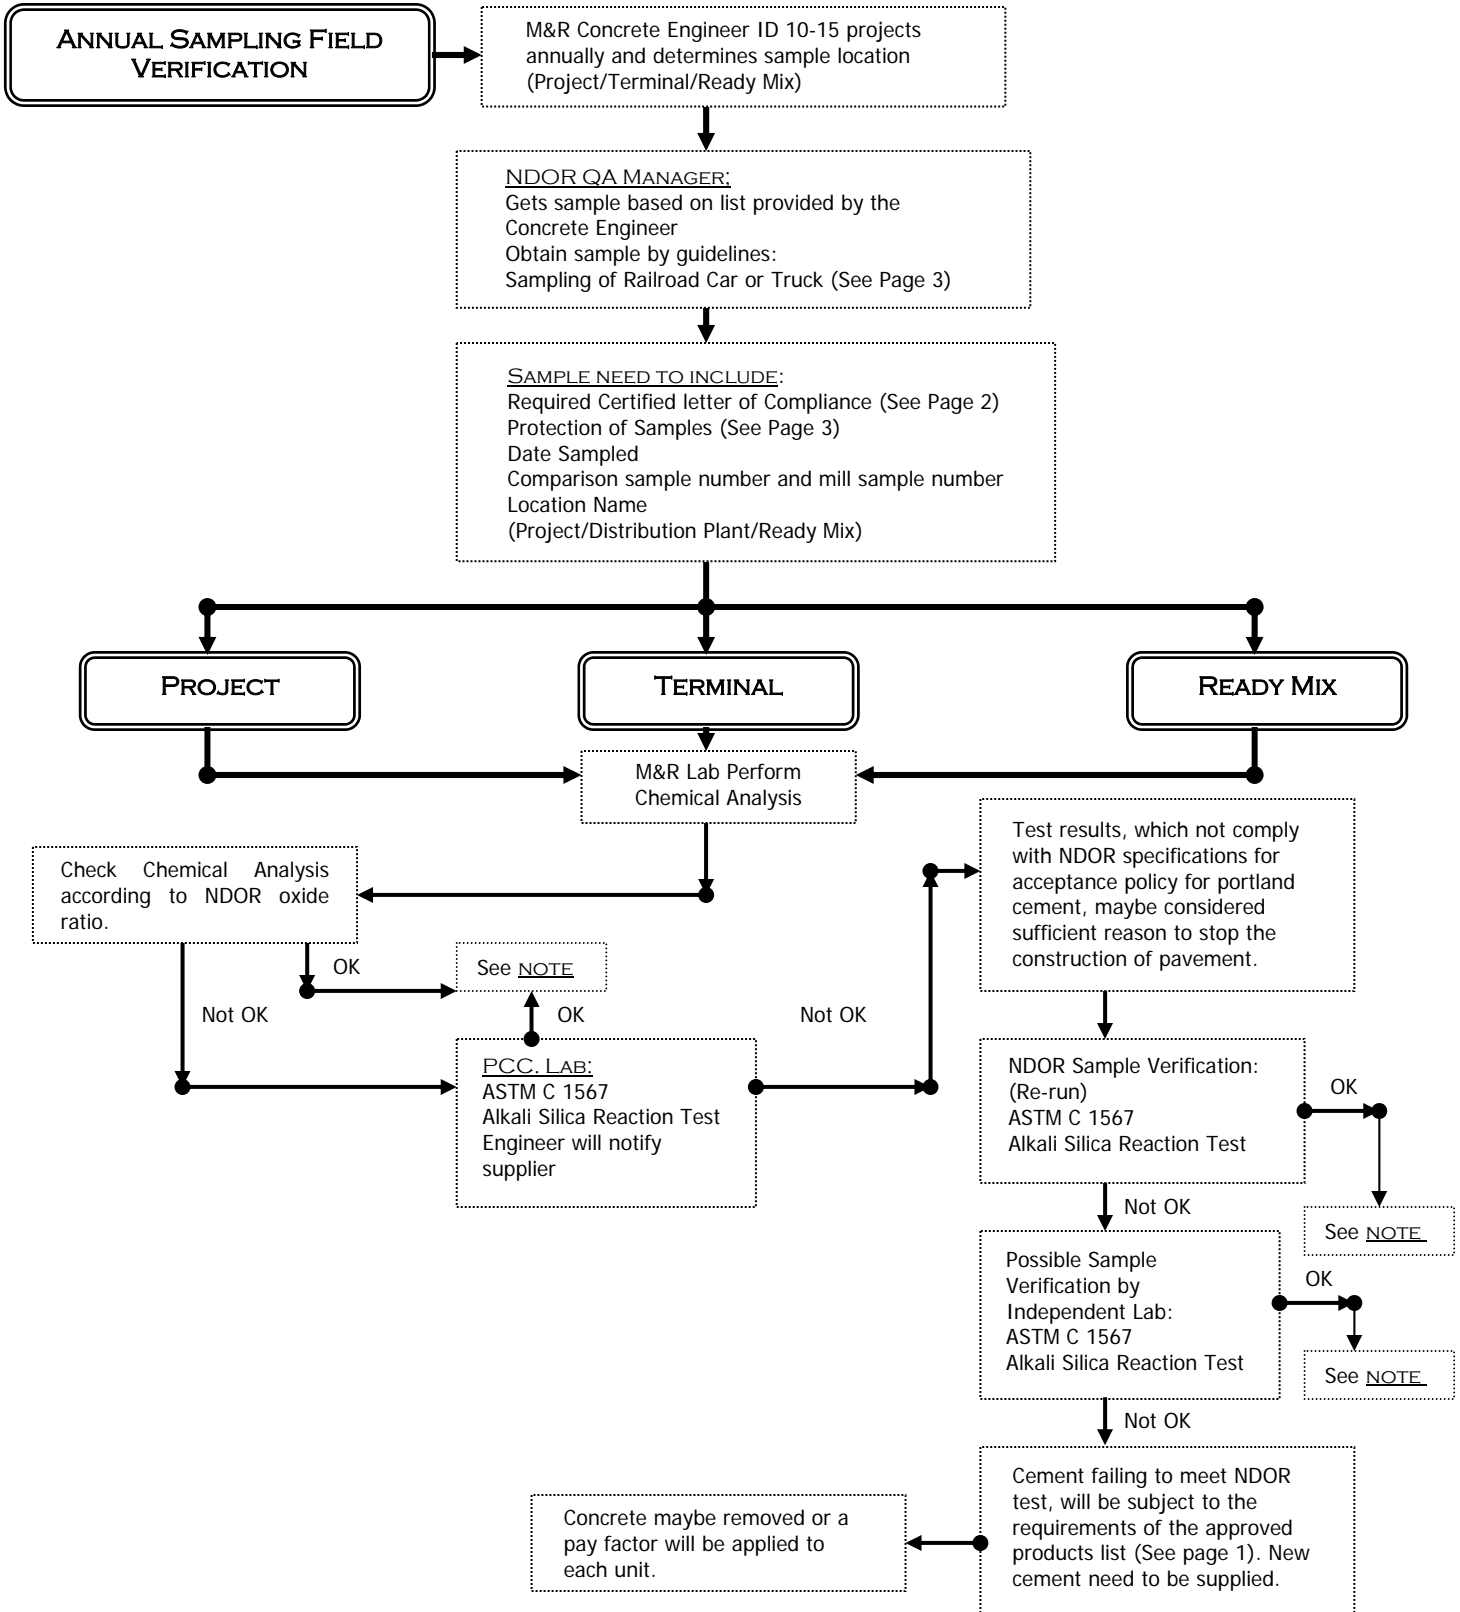 ANNUAL SAMPLING FIELD
VERIFICATION
M&R Concrete Engineer ID 10-15 projects
annually and determines sample location
(Project/Terminal/Ready Mix)
NDOR QA MANAGER;
Gets sample based on list provided by the
Concrete Engineer
Obtain sample by guidelines:
Sampling of Railroad Car or Truck (See Page 3)
SAMPLE NEED TO INCLUDE:
Required Certified letter of Compliance (See Page 2)
Protection of Samples (See Page 3)
Date Sampled
Comparison sample number and mill sample number
Location Name
(Project/Distribution Plant/Ready Mix)
PROJECT
TERMINAL
READY MIX
M&R Lab Perform
Chemical Analysis
Check Chemical Analysis
according to NDOR oxide
ratio.
OK
Not OK
See NOTE
OK
PCC. LAB:
ASTM C 1567
Alkali Silica Reaction Test
Engineer will notify
supplier
Not OK
Test results, which not comply
with NDOR specifications for
acceptance policy for portland
cement, maybe considered
sufficient reason to stop the
construction of pavement.
NDOR Sample Verification:
(Re-run)
ASTM C 1567
Alkali Silica Reaction Test
OK
See NOTE
Not OK
Possible Sample
Verification by
Independent Lab:
ASTM C 1567
Alkali Silica Reaction Test
OK
See NOTE
Not OK
Cement failing to meet NDOR
test, will be subject to the
requirements of the approved
products list (See page 1). New
cement need to be supplied.
Concrete maybe removed or a
pay factor will be applied to
each unit.